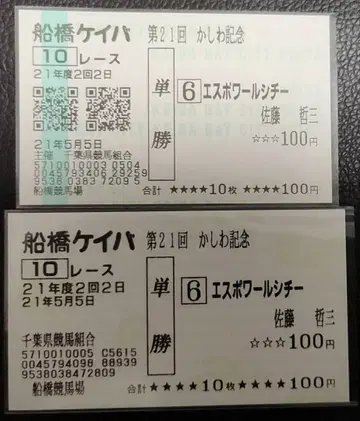 船橋ケイバ 第21回 かしわ記念
10 レース
21年度2回2日
単勝
6 エスポワールシチー
佐藤 哲三
☆☆☆100円
21年5月5日
主催 千葉県競馬組合
5710010003 0504
0045793406 29259
9538 0383 7209 5
船橋競馬場
合計 ★★★★10枚 ★★★★100円
船橋ケイバ 第21回 かしわ記念
10 レース
21年度2回2日
21年5月5日
単勝
6 エスポワールシチー
佐藤 哲三
☆☆☆100円
千葉県競馬組合
5710010005 C5615
0045794098 88939
9538038472809
船橋競馬場
合計 ★★★★10枚 ★★★★100円